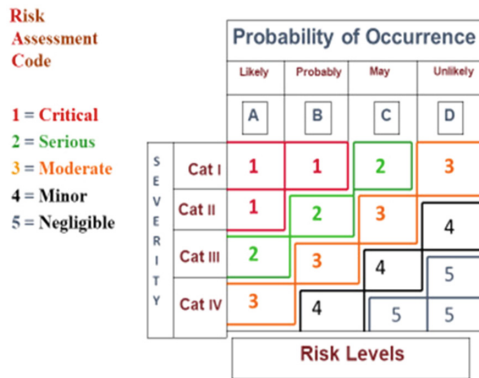 Risk
Assessment
Code
1 = Critical
2 = Serious
3 = Moderate
4 = Minor
5 = Negligible
Probability of Occurrence
Likely Probably May Unlikely
A B C D
SEVERITY
Cat I 1 1 2 3
Cat II 1 2 3 4
Cat III 2 3 4 5
Cat IV 3 4 5 5
Risk Levels